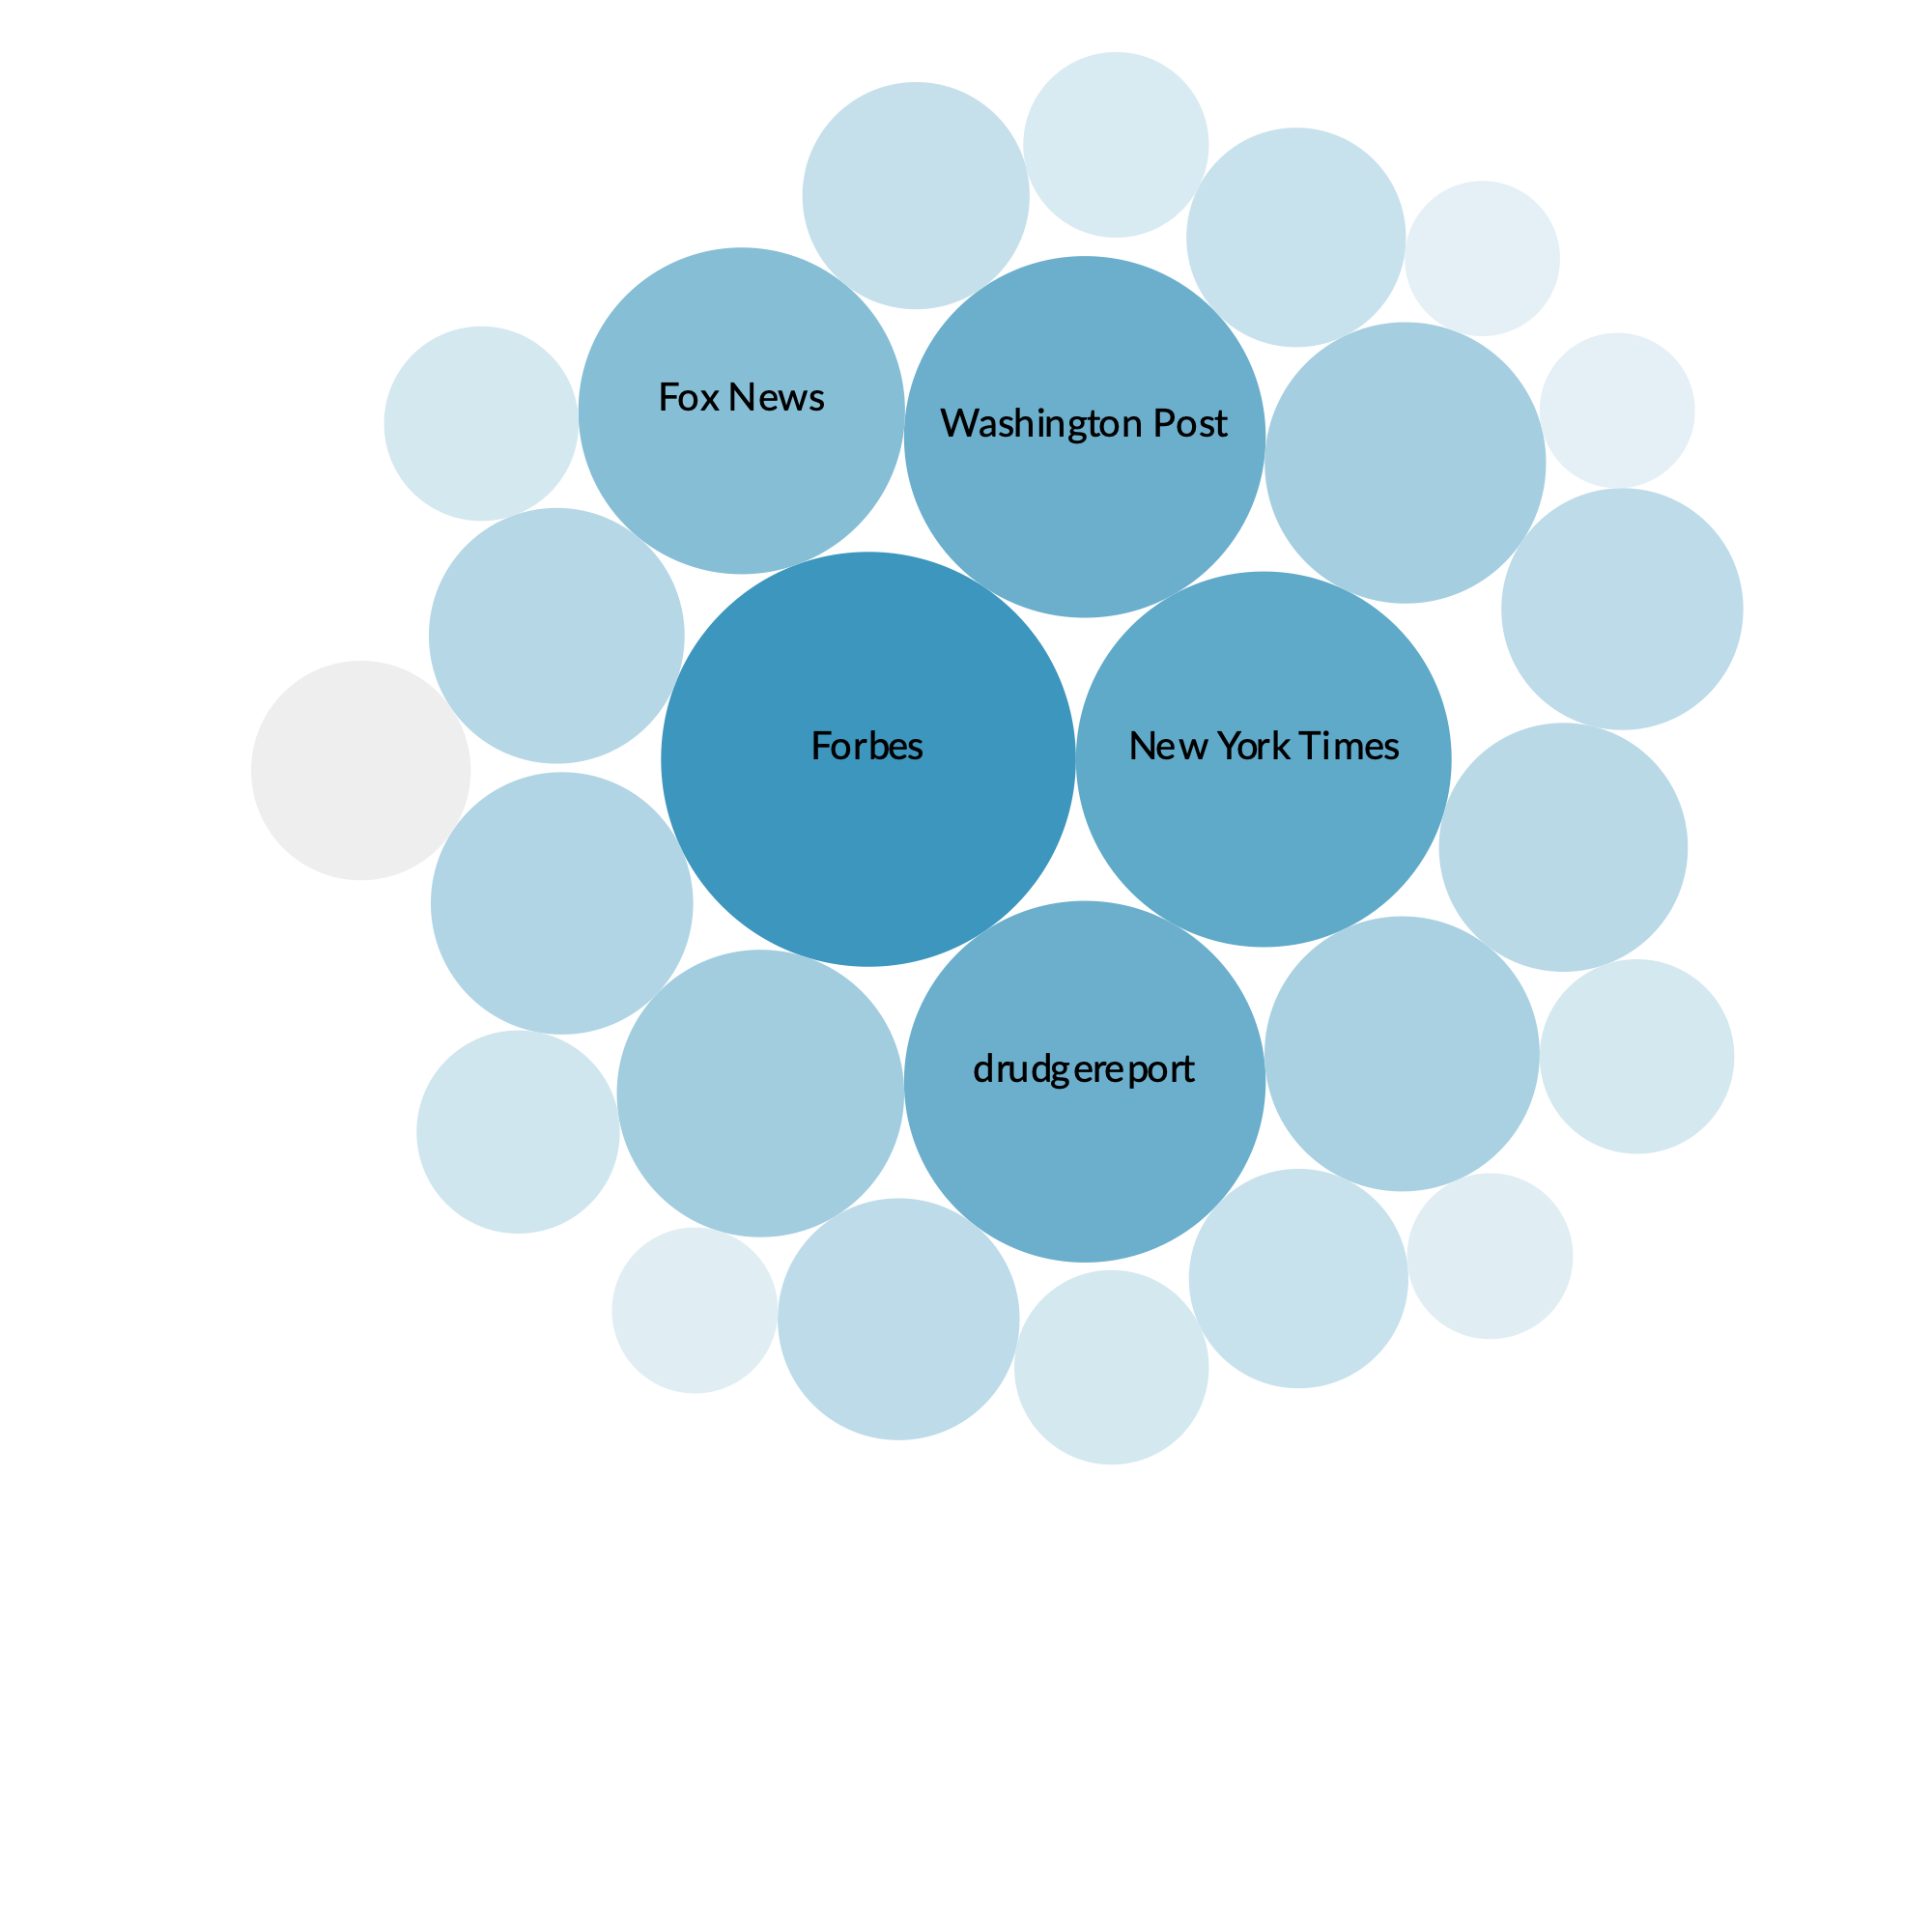 Fox News
Washington Post
Forbes
New York Times
drudgereport